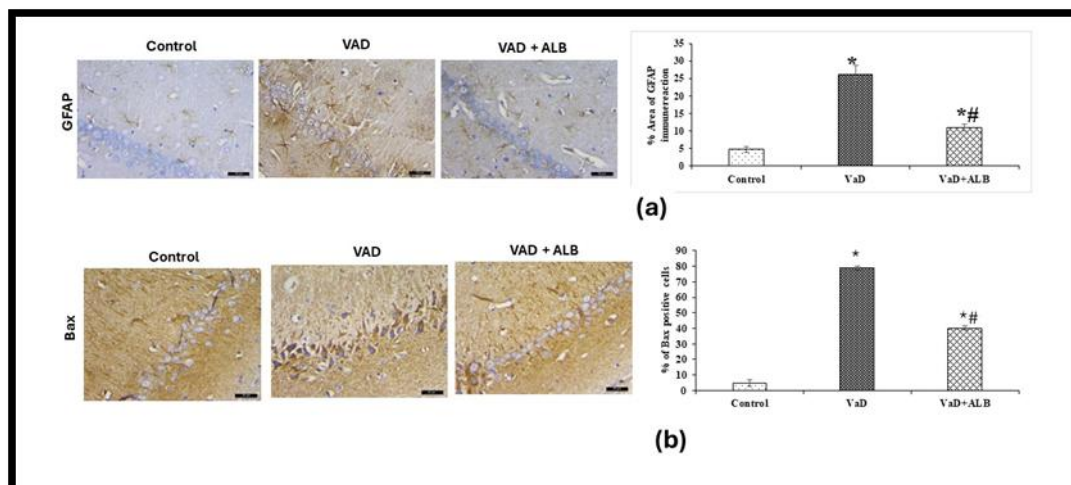 Control VAD VAD + ALB
GFAP
% Area of GFAP
immunereaction
35
30
25
20
15
10
5
0
*
*#
Control VaD VaD+ALB
(a)
Control VAD VAD + ALB
Bax
% of Bax positive cells
90
80
70
60
50
40
30
20
10
0
*
*#
Control VaD VaD+ALB
(b)